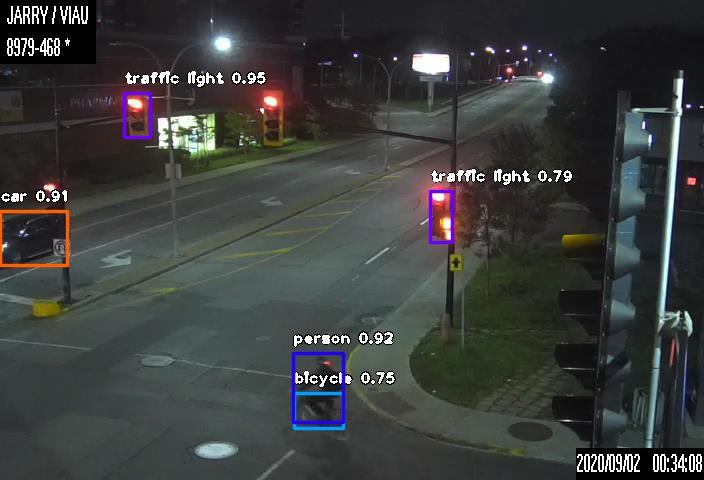 JARRY / VIAU
8979-468 *
traffic light 0.95
PHARMA
traffic light 0.79
car 0.91
person 0.92
bicycle 0.75
2020/09/02 00:34:08